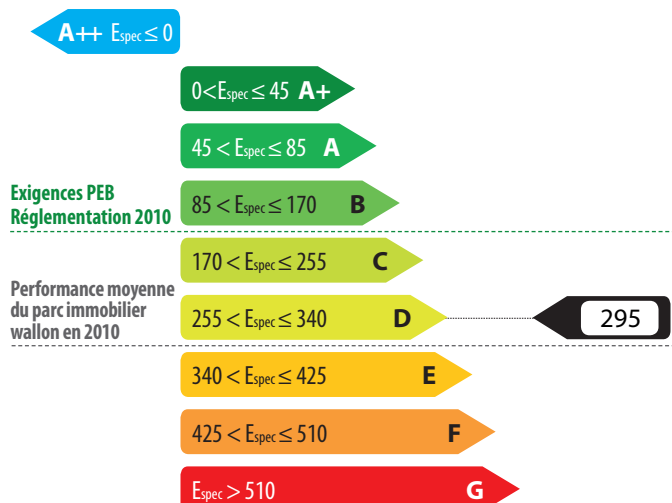 A++ Espec ≤ 0
0<Espec ≤ 45 A+
45 < Espec ≤ 85 A
Exigences PEB
Réglementation 2010
85 < Espec ≤ 170 B
170 < Espec ≤ 255 C
Performance moyenne
du parc immobilier
wallon en 2010
255 < Espec ≤ 340 D
295
340 < Espec ≤ 425 E
425 < Espec ≤ 510 F
Espec > 510 G